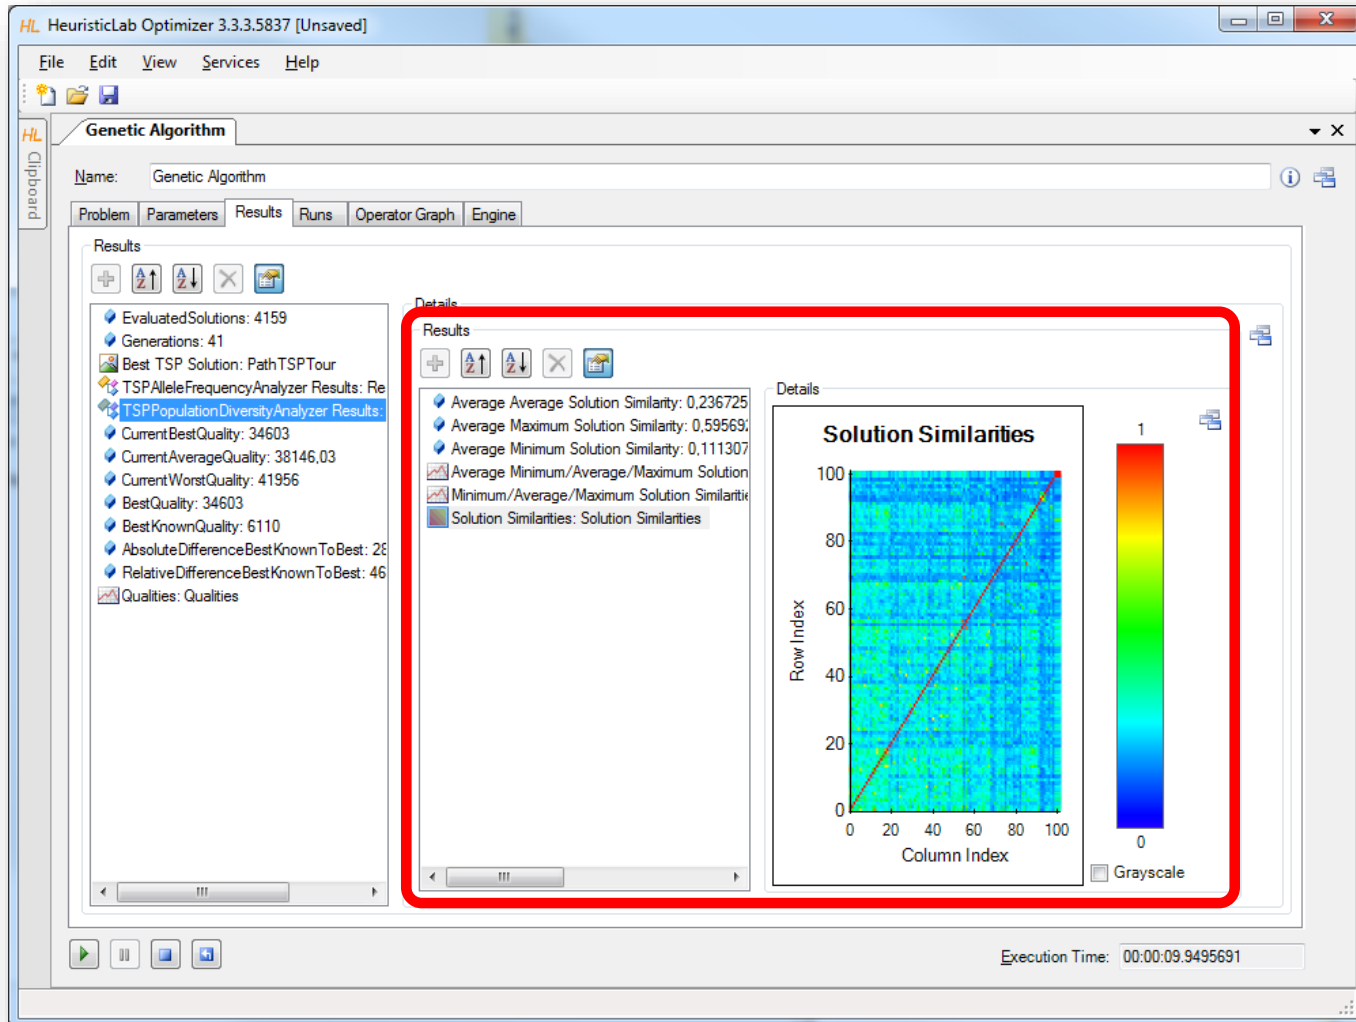 HL HeuristicLab Optimizer 3.3.3.5837 [Unsaved]
File Edit View Services Help
HL Clipboard
Genetic Algorithm
Name: Genetic Algorithm
Problem Parameters Results Runs Operator Graph Engine
Results
EvaluatedSolutions: 4159
Generations: 41
Best TSP Solution: PathTSPTour
TSPAlleleFrequencyAnalyzer Results: Re
TSPPopulationDiversityAnalyzer Results:
CurrentBestQuality: 34603
CurrentAverageQuality: 38146,03
CurrentWorstQuality: 41956
BestQuality: 34603
BestKnownQuality: 6110
AbsoluteDifferenceBestKnownToBest: 28
RelativeDifferenceBestKnownToBest: 46
Qualities: Qualities
Details
Results
Average Average Solution Similarity: 0,236725
Average Maximum Solution Similarity: 0,595692
Average Minimum Solution Similarity: 0,111307
Average Minimum/Average/Maximum Solution
Minimum/Average/Maximum Solution Similaritie
Solution Similarities: Solution Similarities
Details
Solution Similarities
100
80
60
40
20
0
Row Index
0 20 40 60 80 100
Column Index
1
0
Grayscale
Execution Time: 00:00:09.9495691